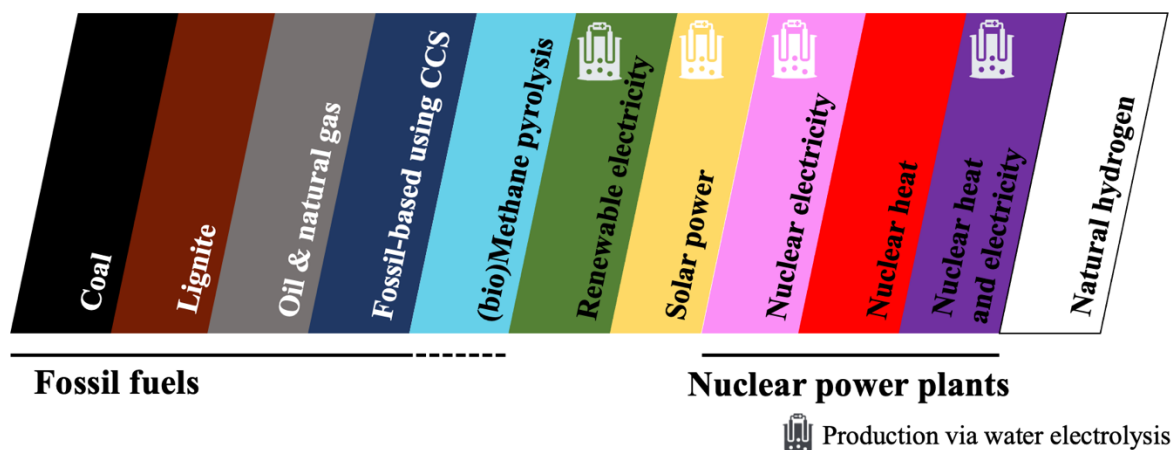 Coal
Lignite
Oil & natural gas
Fossil-based using CCS
(bio)Methane pyrolysis
Renewable electricity
Solar power
Nuclear electricity
Nuclear heat
Nuclear heat
and electricity
Natural hydrogen
Fossil fuels
Nuclear power plants
Production via water electrolysis